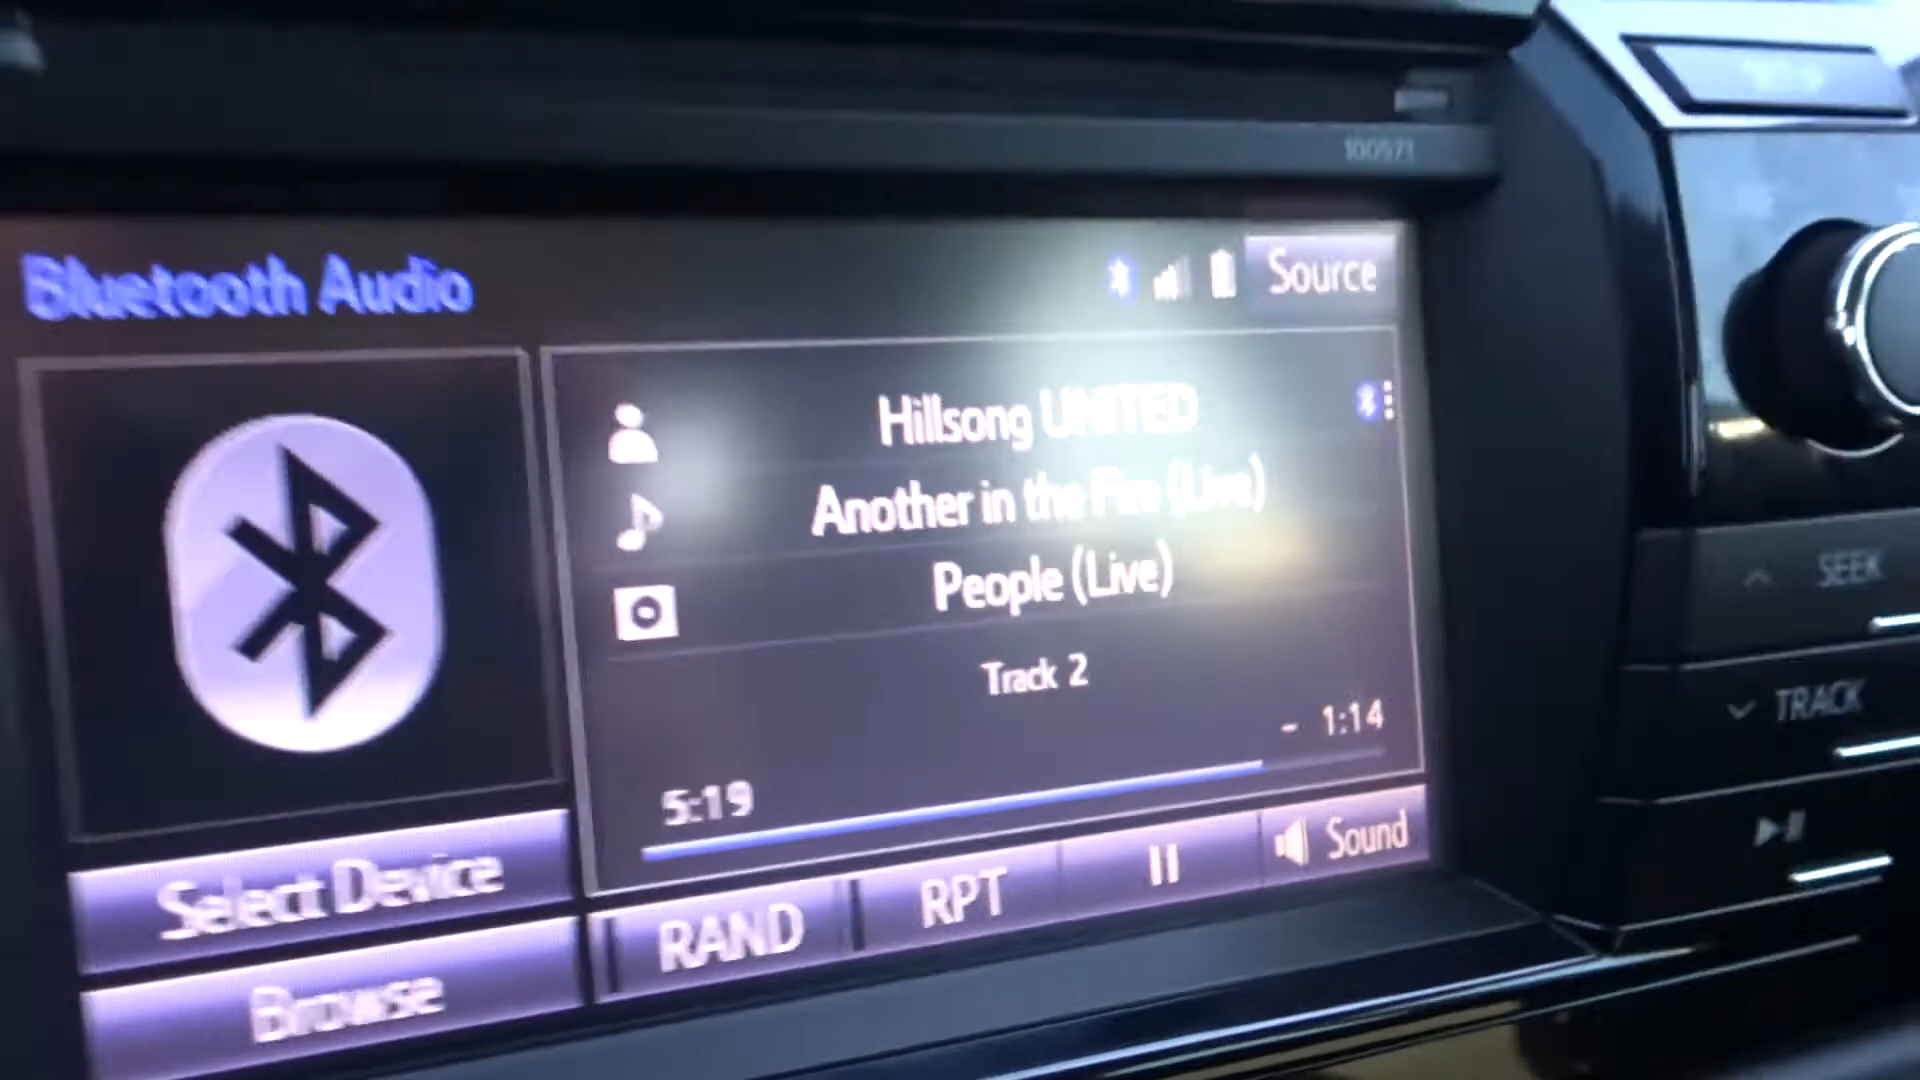 100571
Bluetooth Audio
Source
Hillsong UNITED
Another in the Fire (Live)
People (Live)
Track 2
- 1:14
5:19
Select Device
Browse
RAND
RPT
Sound
SEEK
TRACK